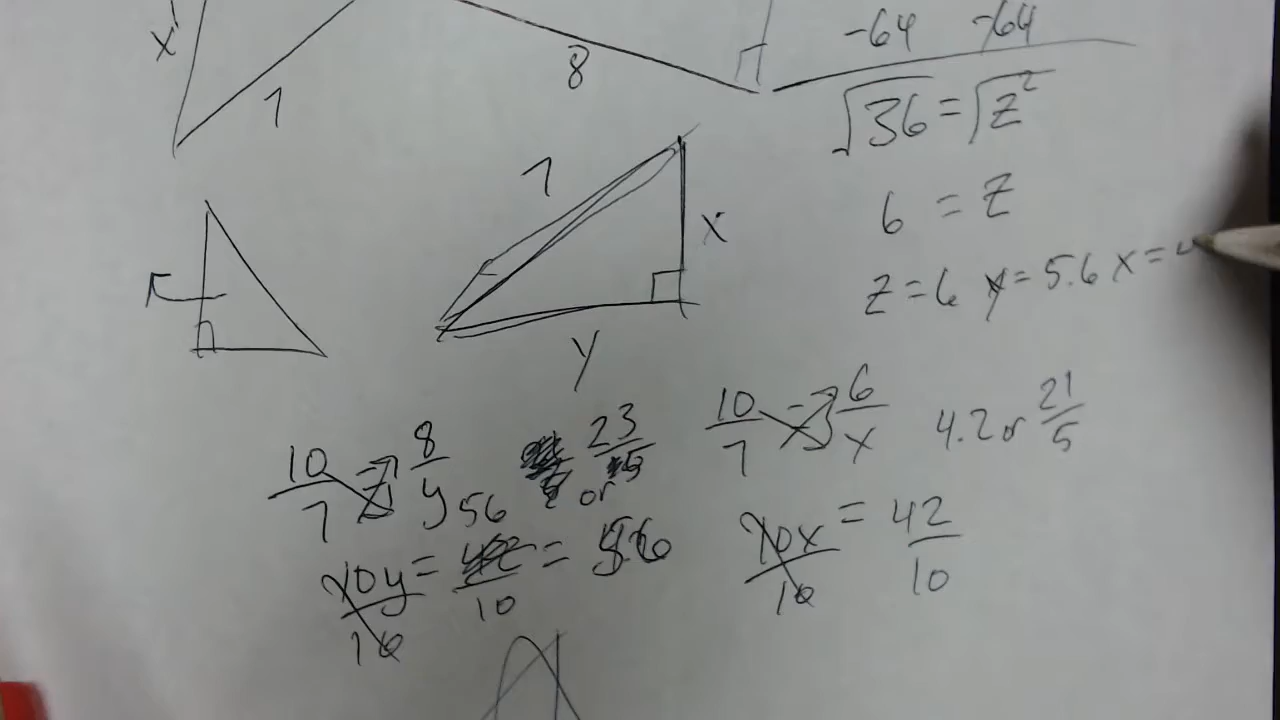 x
7
8
-64 -64
√36 = √z²
7
x
6 = z
z = 6 y = 5.6 x =
y
10/7 = 8/y
23/5
or
10/7 = 6/x 4.2 or 21/5
56
10y/10 = /10 = 5.6
10x/10 = 42/10